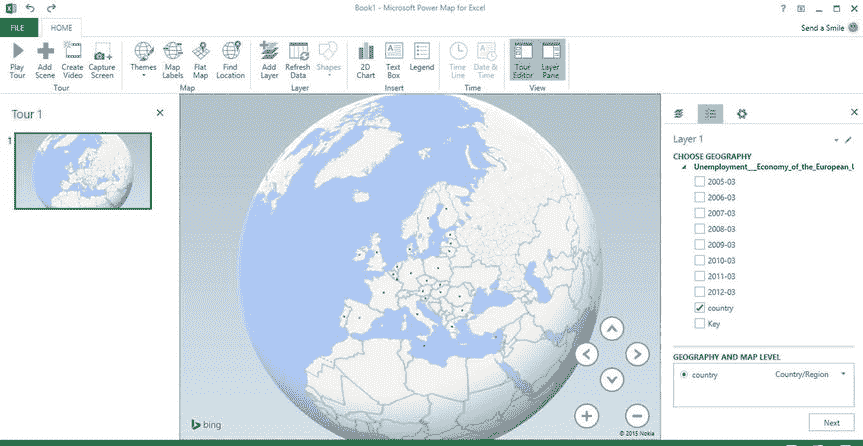 Book1 - Microsoft Power Map for Excel
FILE
HOME
Send a Smile
Play Tour
Add Scene
Create Video
Capture Screen
Tour
Themes
Map Labels
Flat Map
Find Location
Map
Add Layer
Refresh Data
Shapes
Layer
2D Chart
Text Box
Legend
Insert
Time Line
Date & Time
Time
Tour Editor
Layer Pane
View
Tour 1
1
bing
© 2015 Nokia
Layer 1
CHOOSE GEOGRAPHY
Unemployment__Economy_of_the_European_U
2005-03
2006-03
2007-03
2008-03
2009-03
2010-03
2011-03
2012-03
country
Key
GEOGRAPHY AND MAP LEVEL
country Country/Region
Next